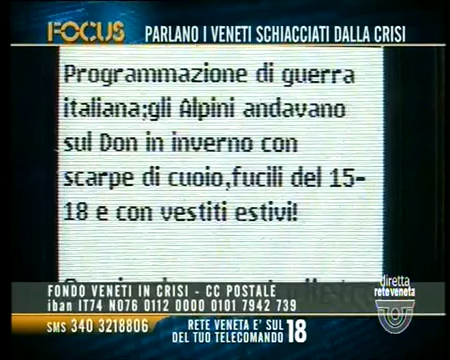 FOCUS PARLANO I VENETI SCHIACCIATI DALLA CRISI
Programmazione di guerra
italiana;gli Alpini andavano
sul Don in inverno con
scarpe di cuoio,fucili del 15-
18 e con vestiti estivi!
FONDO VENETI IN CRISI - CC POSTALE
iban IT74 N076 0112 0000 0101 7942 739
diretta
reteveneta
SMS 340 3218806
RETE VENETA E' SUL
DEL TUO TELECOMANDO 18